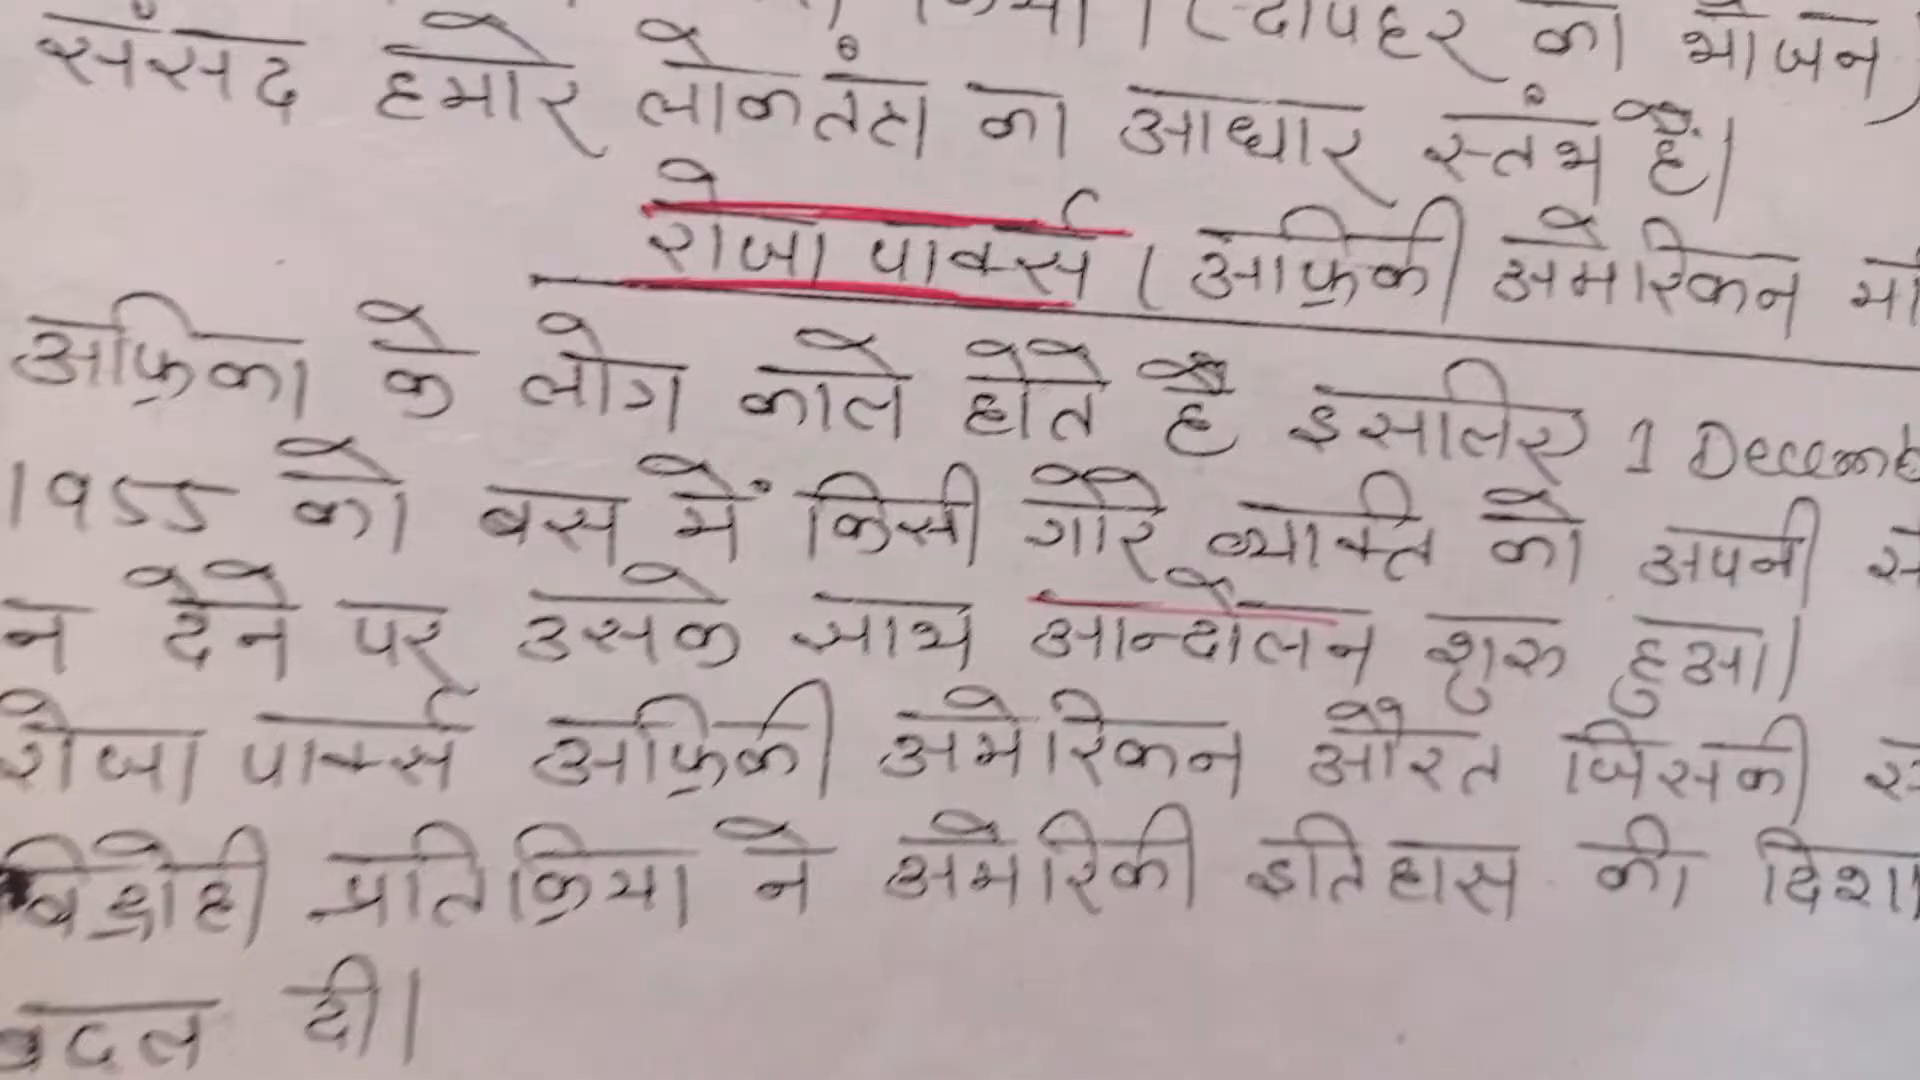 (दोपहर का भोजन)
संसद हमारे लोकतंत्र का आधार स्तंभ हैं।
रोजा पार्क्स (अफ्रिकी अमेरिकन
अफ्रिका के लोग काले होते है इसलिए 1 Decemb
1955 को बस में किसी गोरे व्यक्ति को अपनी
न देने पर उसके साथ आन्दोलन शुरू हुआ।
रोजा पार्क्स अफ्रिकी अमेरिकन औरत जिसकी
विद्रोही प्रतिक्रिया ने अमेरिकी इतिहास की दिशा
बदल दी।